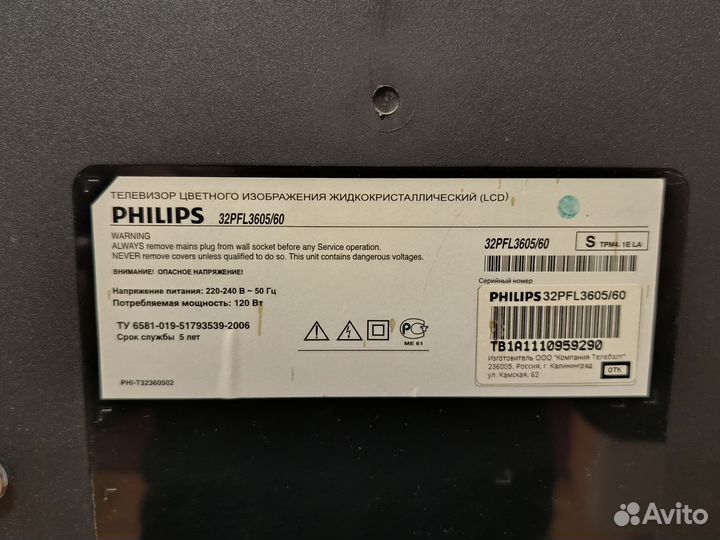 ТЕЛЕВИЗОР ЦВЕТНОГО ИЗОБРАЖЕНИЯ ЖИДКОКРИСТАЛЛИЧЕСКИЙ (LCD)
PHILIPS 32PFL3605/60
WARNING
ALWAYS remove mains plug from wall socket before any Service operation.
NEVER remove covers unless qualified to do so. This unit contains dangerous voltages.
ВНИМАНИЕ! ОПАСНОЕ НАПРЯЖЕНИЕ!
Напряжение питания: 220-240 В ~ 50 Гц
Потребляемая мощность: 120 Вт
ТУ 6581-019-51793539-2006
Срок службы 5 лет
ME 61
PHI-T32360502
32PFL3605/60
S TPM4.1E LA
Серийный номер
PHILIPS 32PFL3605/60
TB1A1110959290
Изготовитель ООО "Компания Телебалт"
236005, Россия, г. Калининград
ул. Камская, 62
ОТК
Avito